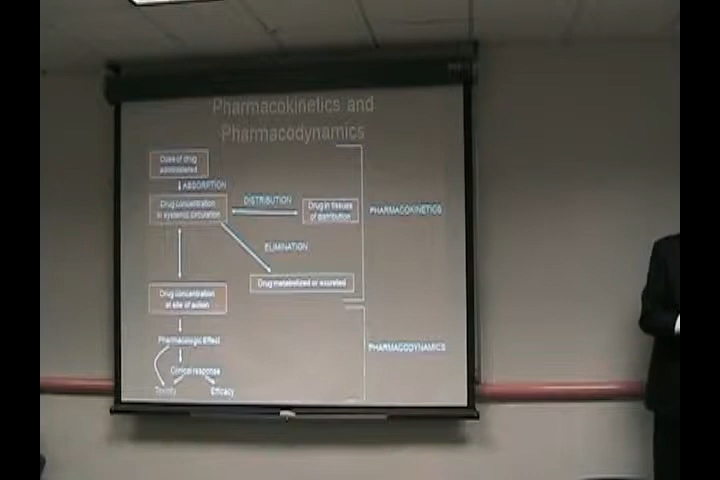 Pharmacokinetics and
Pharmacodynamics
Dose of drug
administered
ABSORPTION
Drug concentration
in systemic circulation
DISTRIBUTION
Drug in tissues
of distribution
PHARMACOKINETICS
ELIMINATION
Drug metabolized or excreted
Drug concentration
at site of action
Pharmacologic Effect
PHARMACODYNAMICS
Clinical response
Toxicity
Efficacy